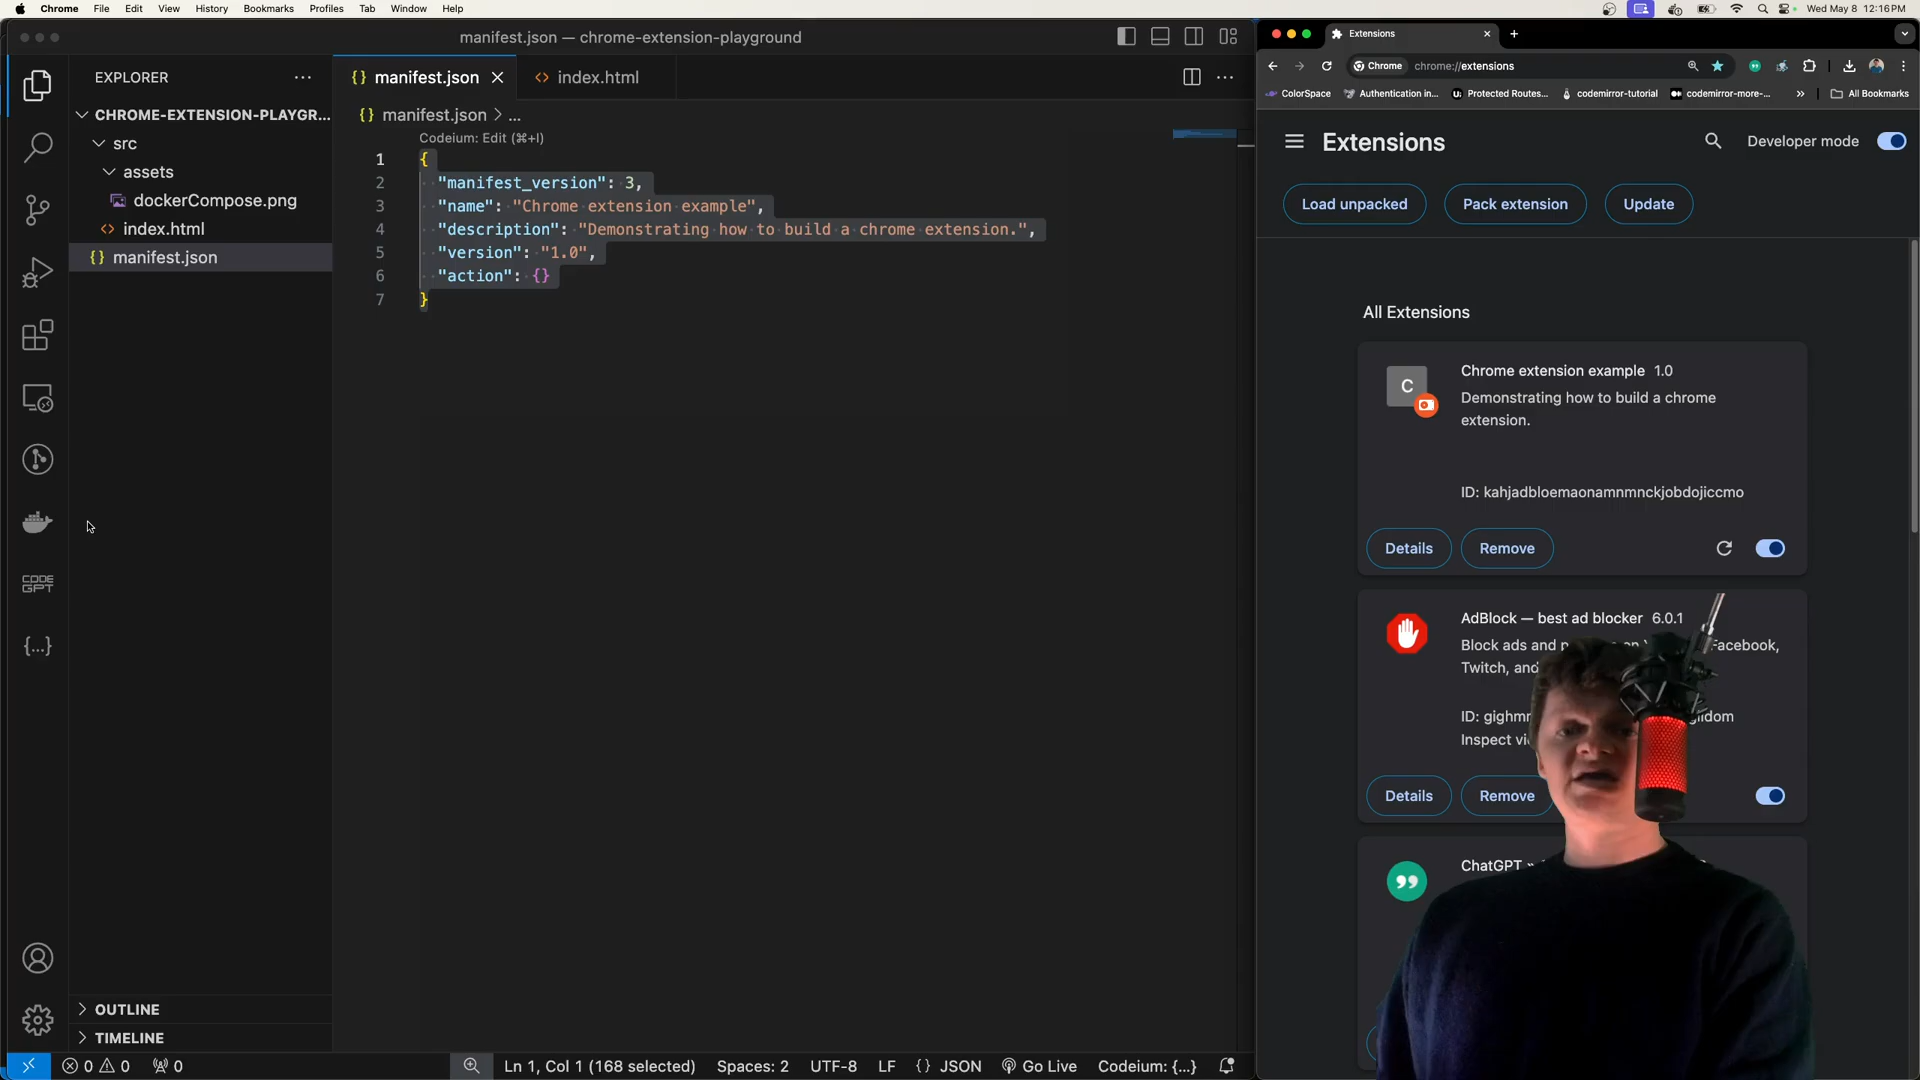 Chrome File Edit View History Bookmarks Profiles Tab Window Help
Wed May 8 12:16PM
manifest.json — chrome-extension-playground
EXPLORER
CHROME-EXTENSION-PLAYGR...
src
assets
dockerCompose.png
index.html
manifest.json
OUTLINE
TIMELINE
CODE
GPT
{} manifest.json
<> index.html
{} manifest.json > ...
Codeium: Edit (⌘+I)
1 {
2 "manifest_version": 3,
3 "name": "Chrome extension example",
4 "description": "Demonstrating how to build a chrome extension.",
5 "version": "1.0",
6 "action": {}
7 }
0 0 0
Ln 1, Col 1 (168 selected) Spaces: 2 UTF-8 LF {} JSON Go Live Codeium: {...}
Extensions
Chrome chrome://extensions
ColorSpace Authentication in... Protected Routes... codemirror-tutorial codemirror-more-... » All Bookmarks
Extensions
Developer mode
Load unpacked Pack extension Update
All Extensions
C
Chrome extension example 1.0
Demonstrating how to build a chrome
extension.
ID: kahjadbloemaonamnmnckjobdojiccmo
Details Remove
AdBlock — best ad blocker 6.0.1
Block ads and Facebook,
Twitch, and
ID:
Inspect
Details Remove
ChatGPT »